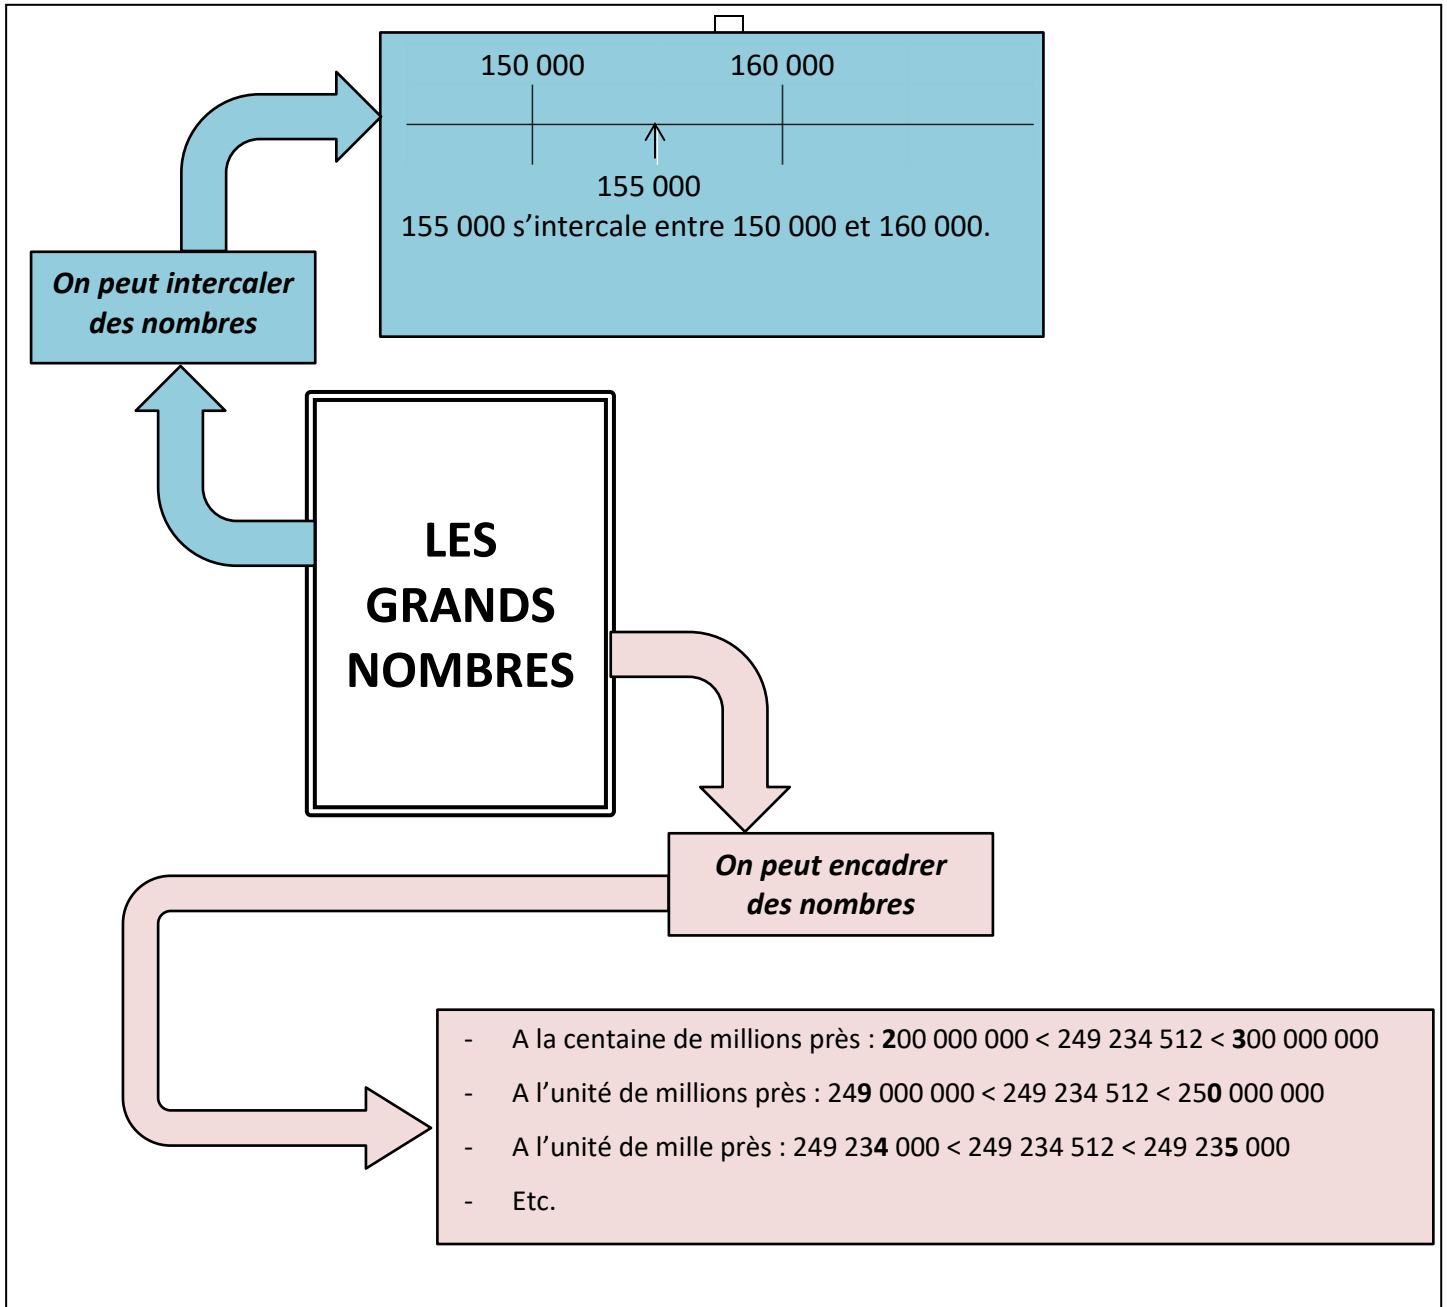 150 000 160 000
155 000
155 000 s’intercale entre 150 000 et 160 000.
On peut intercaler
des nombres
LES
GRANDS
NOMBRES
On peut encadrer
des nombres
- A la centaine de millions près : 200 000 000 < 249 234 512 < 300 000 000
- A l’unité de millions près : 249 000 000 < 249 234 512 < 250 000 000
- A l’unité de mille près : 249 234 000 < 249 234 512 < 249 235 000
- Etc.